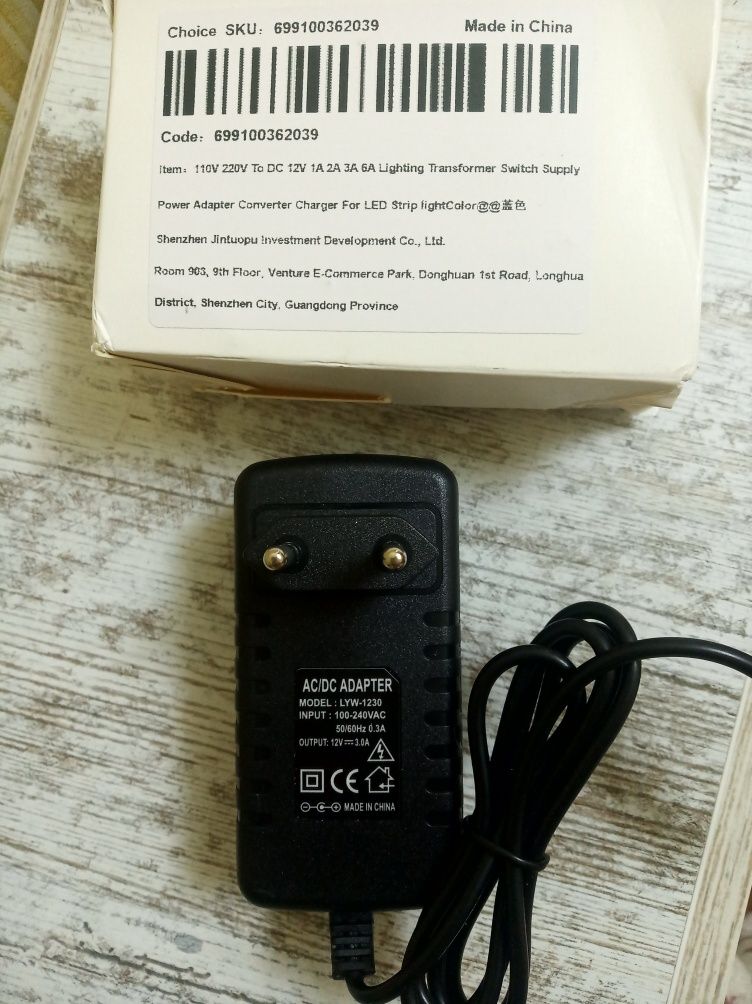 Choice SKU: 699100362039 Made in China
Code: 699100362039
Item: 110V 220V To DC 12V 1A 2A 3A 6A Lighting Transformer Switch Supply
Power Adapter Converter Charger For LED Strip lightColor@@蓝色
Shenzhen Jintuopu Investment Development Co., Ltd.
Room 903, 9th Floor, Venture E-Commerce Park, Donghuan 1st Road, Longhua
District, Shenzhen City, Guangdong Province
AC/DC ADAPTER
MODEL : LYW-1230
INPUT : 100-240VAC
50/60Hz 0.3A
OUTPUT: 12V⎓3.0A
CE
MADE IN CHINA